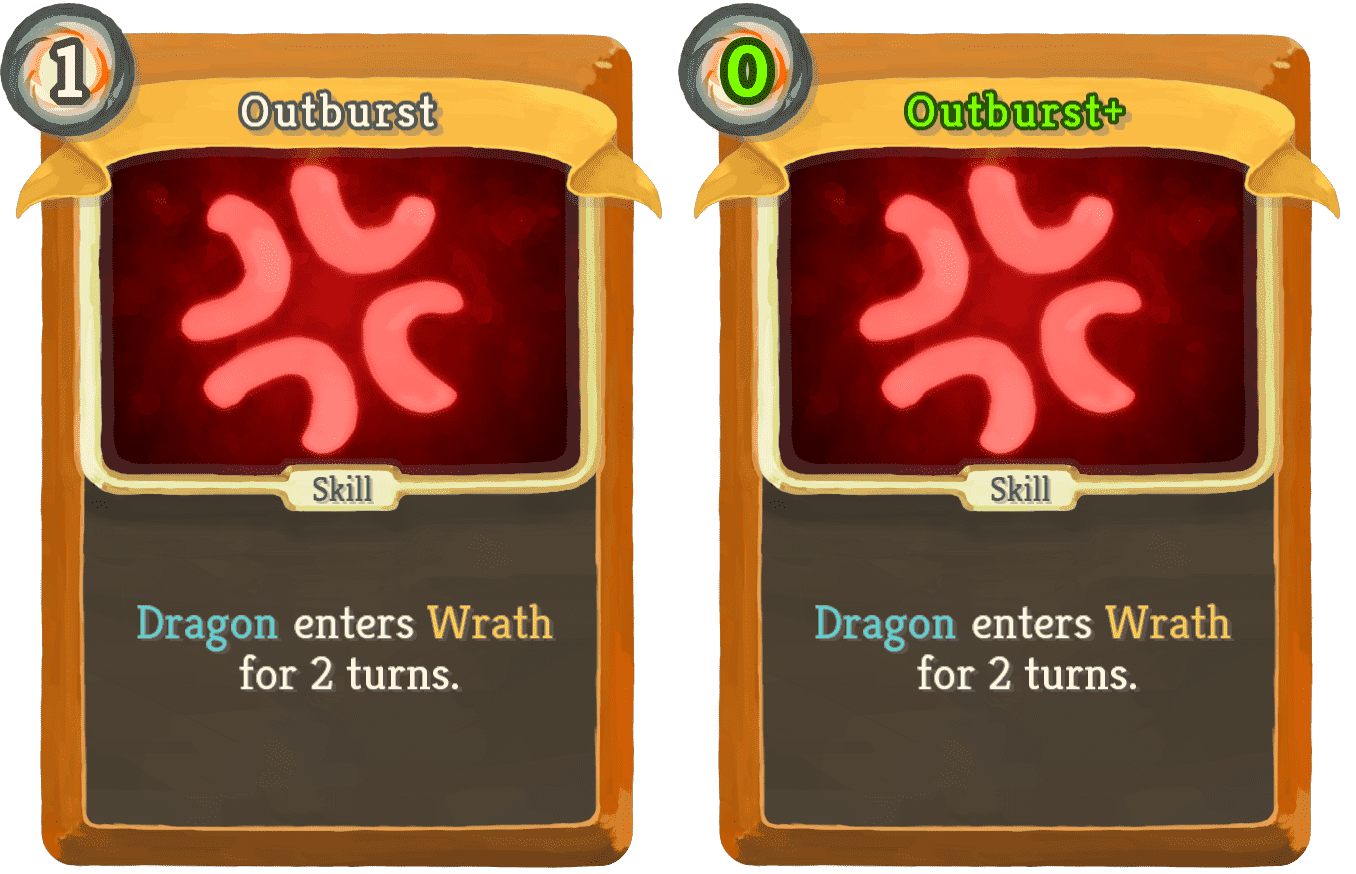 1
Outburst
Skill
Dragon enters Wrath
for 2 turns.
0
Outburst+
Skill
Dragon enters Wrath
for 2 turns.